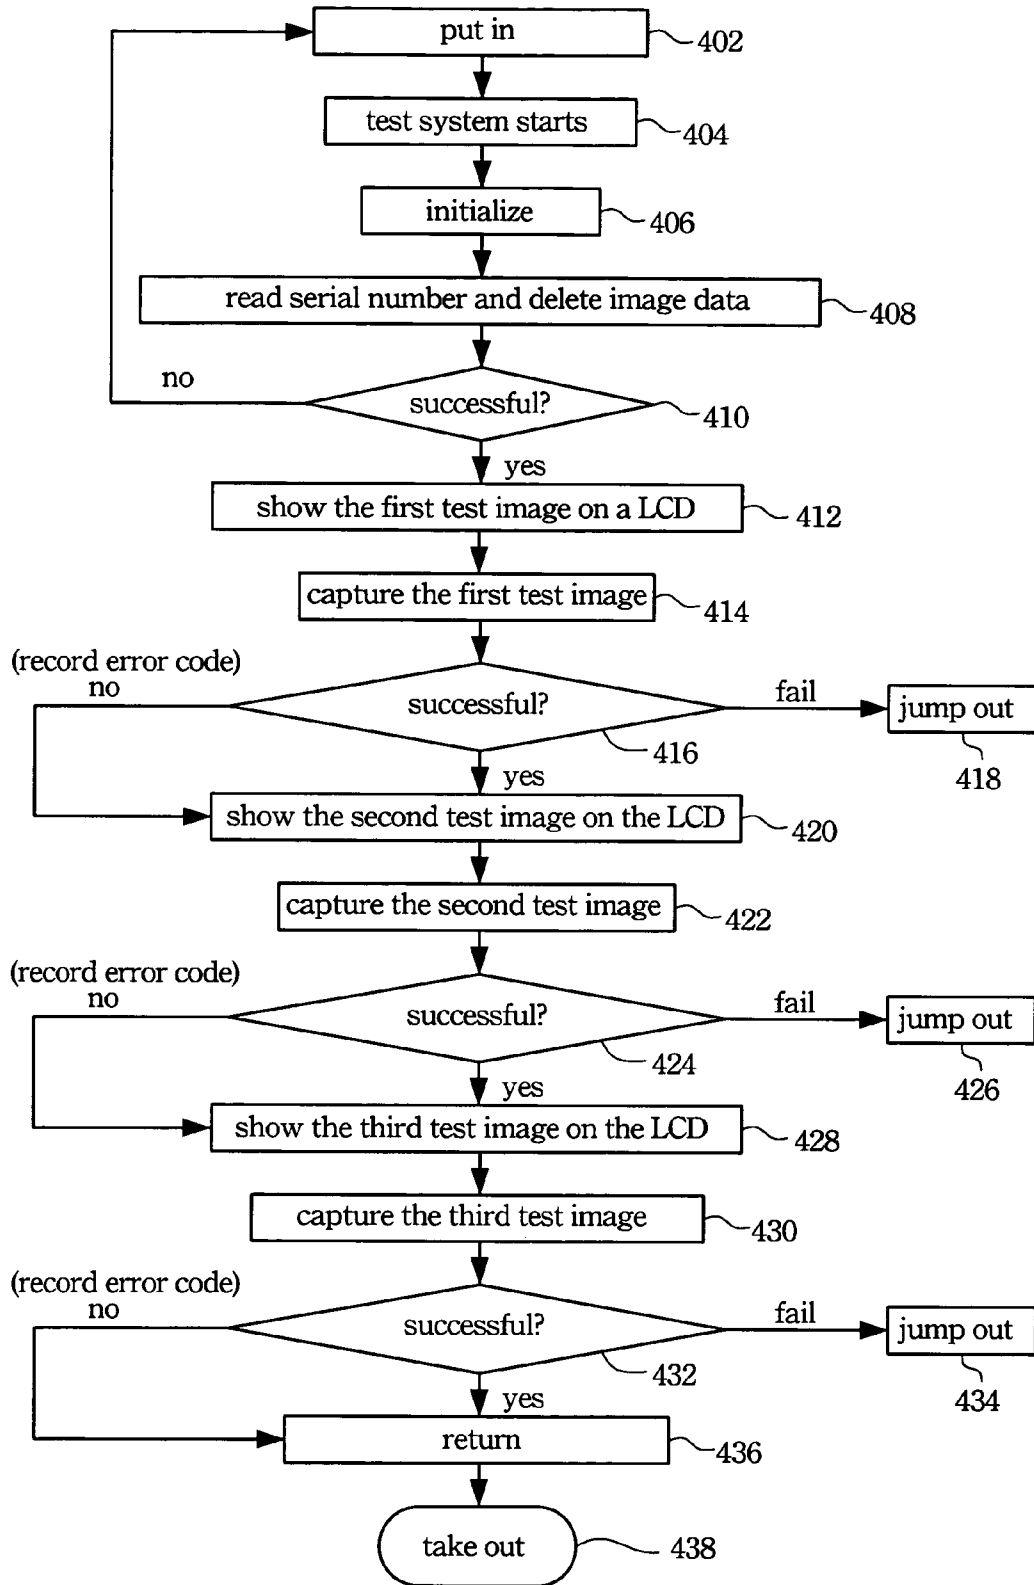 put in
402
test system starts
404
initialize
406
read serial number and delete image data
408
no
successful?
410
yes
show the first test image on a LCD
412
capture the first test image
414
(record error code)
no
successful?
fail
jump out
416
418
yes
show the second test image on the LCD
420
capture the second test image
422
(record error code)
no
successful?
fail
jump out
424
426
yes
show the third test image on the LCD
428
capture the third test image
430
(record error code)
no
successful?
fail
jump out
432
434
yes
return
436
take out
438